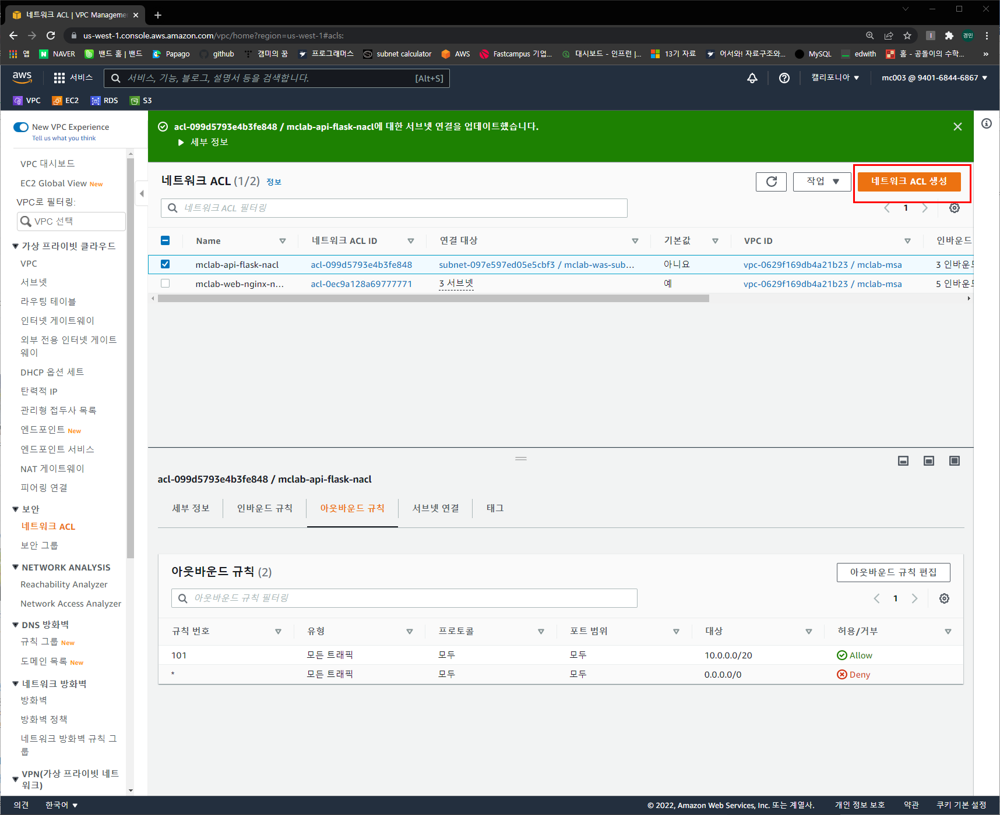 네트워크 ACL | VPC Manageme
us-west-1.console.aws.amazon.com/vpc/home?region=us-west-1#acls:
경민
앱 NAVER 밴드 홈 | 밴드 Papago github 갬미의 꿈 프로그래머스 subnet calculator AWS Fastcampus 기업... 대시보드 - 인프런 |... 13기 자료 어서와! 자료구조와... MySQL edwith 홈 - 공돌이의 수학... »
aws 서비스 서비스, 기능, 블로그, 설명서 등을 검색합니다. [Alt+S] 캘리포니아 ▼ mc003 @ 9401-6844-6867 ▼
VPC EC2 RDS S3
New VPC Experience
Tell us what you think
VPC 대시보드
EC2 Global View New
VPC로 필터링:
VPC 선택
가상 프라이빗 클라우드
VPC
서브넷
라우팅 테이블
인터넷 게이트웨이
외부 전용 인터넷 게이트
웨이
DHCP 옵션 세트
탄력적 IP
관리형 접두사 목록
엔드포인트 New
엔드포인트 서비스
NAT 게이트웨이
피어링 연결
보안
네트워크 ACL
보안 그룹
NETWORK ANALYSIS
Reachability Analyzer
Network Access Analyzer
DNS 방화벽
규칙 그룹 New
도메인 목록 New
네트워크 방화벽
방화벽
방화벽 정책
네트워크 방화벽 규칙 그
룹
VPN(가상 프라이빗 네트
워크)
acl-099d5793e4b3fe848 / mclab-api-flask-nacl에 대한 서브넷 연결을 업데이트했습니다.
세부 정보
네트워크 ACL (1/2) 정보
작업 ▼ 네트워크 ACL 생성
네트워크 ACL 필터링
1
Name 네트워크 ACL ID 연결 대상 기본값 VPC ID 인바운드
mclab-api-flask-nacl acl-099d5793e4b3fe848 subnet-097e597ed05e5cbf3 / mclab-was-sub... 아니요 vpc-0629f169db4a21b23 / mclab-msa 3 인바운드
mclab-web-nginx-n... acl-0ec9a128a69777771 3 서브넷 예 vpc-0629f169db4a21b23 / mclab-msa 5 인바운드
acl-099d5793e4b3fe848 / mclab-api-flask-nacl
세부 정보 인바운드 규칙 아웃바운드 규칙 서브넷 연결 태그
아웃바운드 규칙 (2)
아웃바운드 규칙 편집
아웃바운드 규칙 필터링
1
규칙 번호 유형 프로토콜 포트 범위 대상 허용/거부
101 모든 트래픽 모두 모두 10.0.0.0/20 Allow
* 모든 트래픽 모두 모두 0.0.0.0/0 Deny
의견 한국어 ▼ © 2022, Amazon Web Services, Inc. 또는 계열사. 개인 정보 보호 약관 쿠키 기본 설정